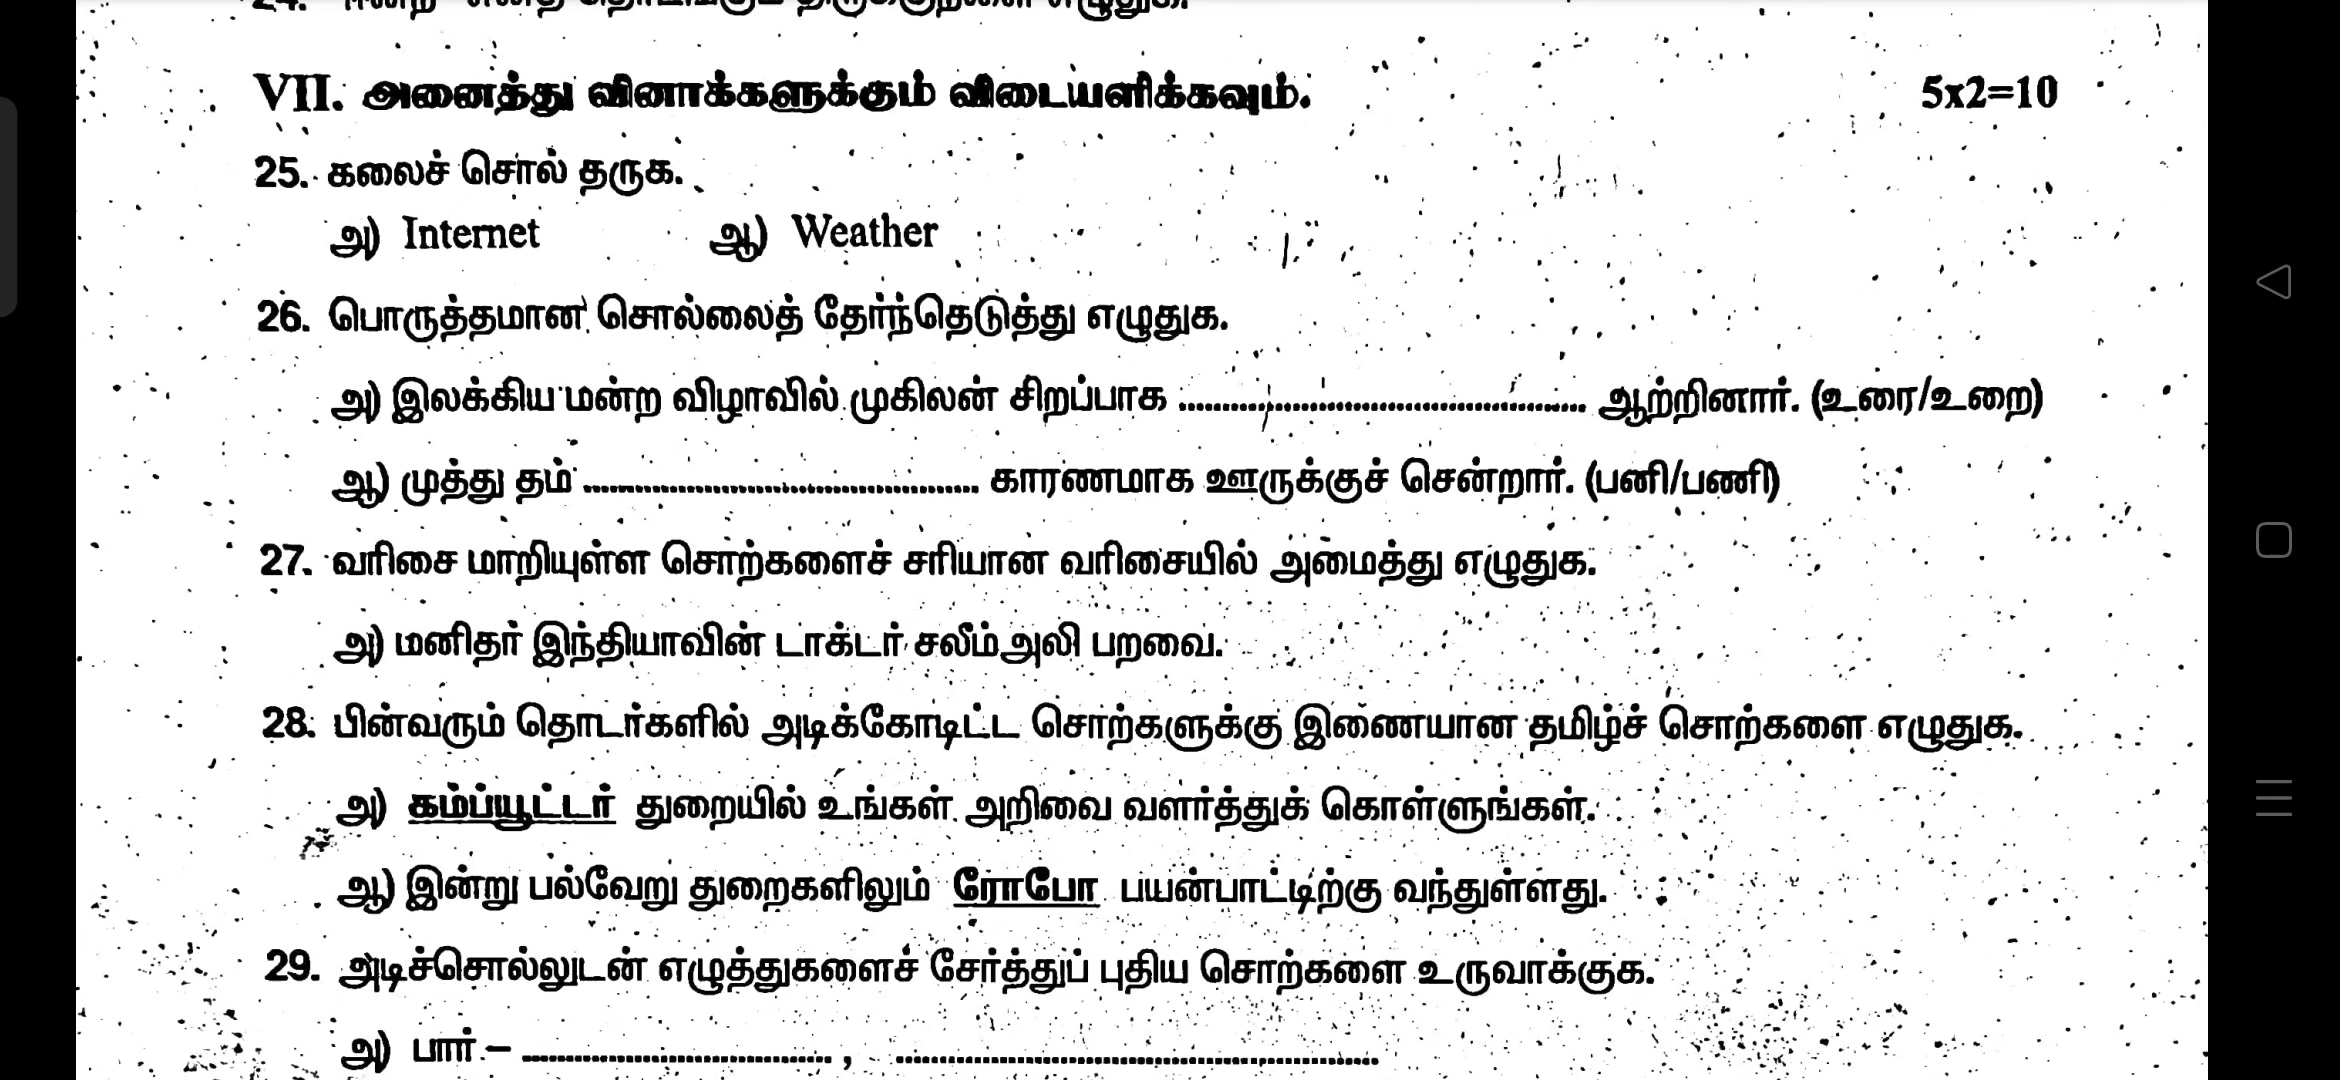 VII. அனைத்து வினாக்களுக்கும் விடையளிக்கவும். 5x2=10
25. கலைச் சொல் தருக.
அ) Internet ஆ) Weather
26. பொருத்தமான சொல்லைத் தேர்ந்தெடுத்து எழுதுக.
அ) இலக்கிய மன்ற விழாவில் முகிலன் சிறப்பாக ................................................ ஆற்றினார். (உரை/உறை)
ஆ) முத்து தம் ................................................ காரணமாக ஊருக்குச் சென்றார். (பனி/பணி)
27. வரிசை மாறியுள்ள சொற்களைச் சரியான வரிசையில் அமைத்து எழுதுக.
அ) மனிதர் இந்தியாவின் டாக்டர் சலீம்அலி பறவை.
28. பின்வரும் தொடர்களில் அடிக்கோடிட்ட சொற்களுக்கு இணையான தமிழ்ச் சொற்களை எழுதுக.
அ) கம்ப்யூட்டர் துறையில் உங்கள் அறிவை வளர்த்துக் கொள்ளுங்கள்.
ஆ) இன்று பல்வேறு துறைகளிலும் ரோபோ பயன்பாட்டிற்கு வந்துள்ளது.
29. அடிச்சொல்லுடன் எழுத்துகளைச் சேர்த்துப் புதிய சொற்களை உருவாக்குக.
அ) பார் – ...................................., ........................................................